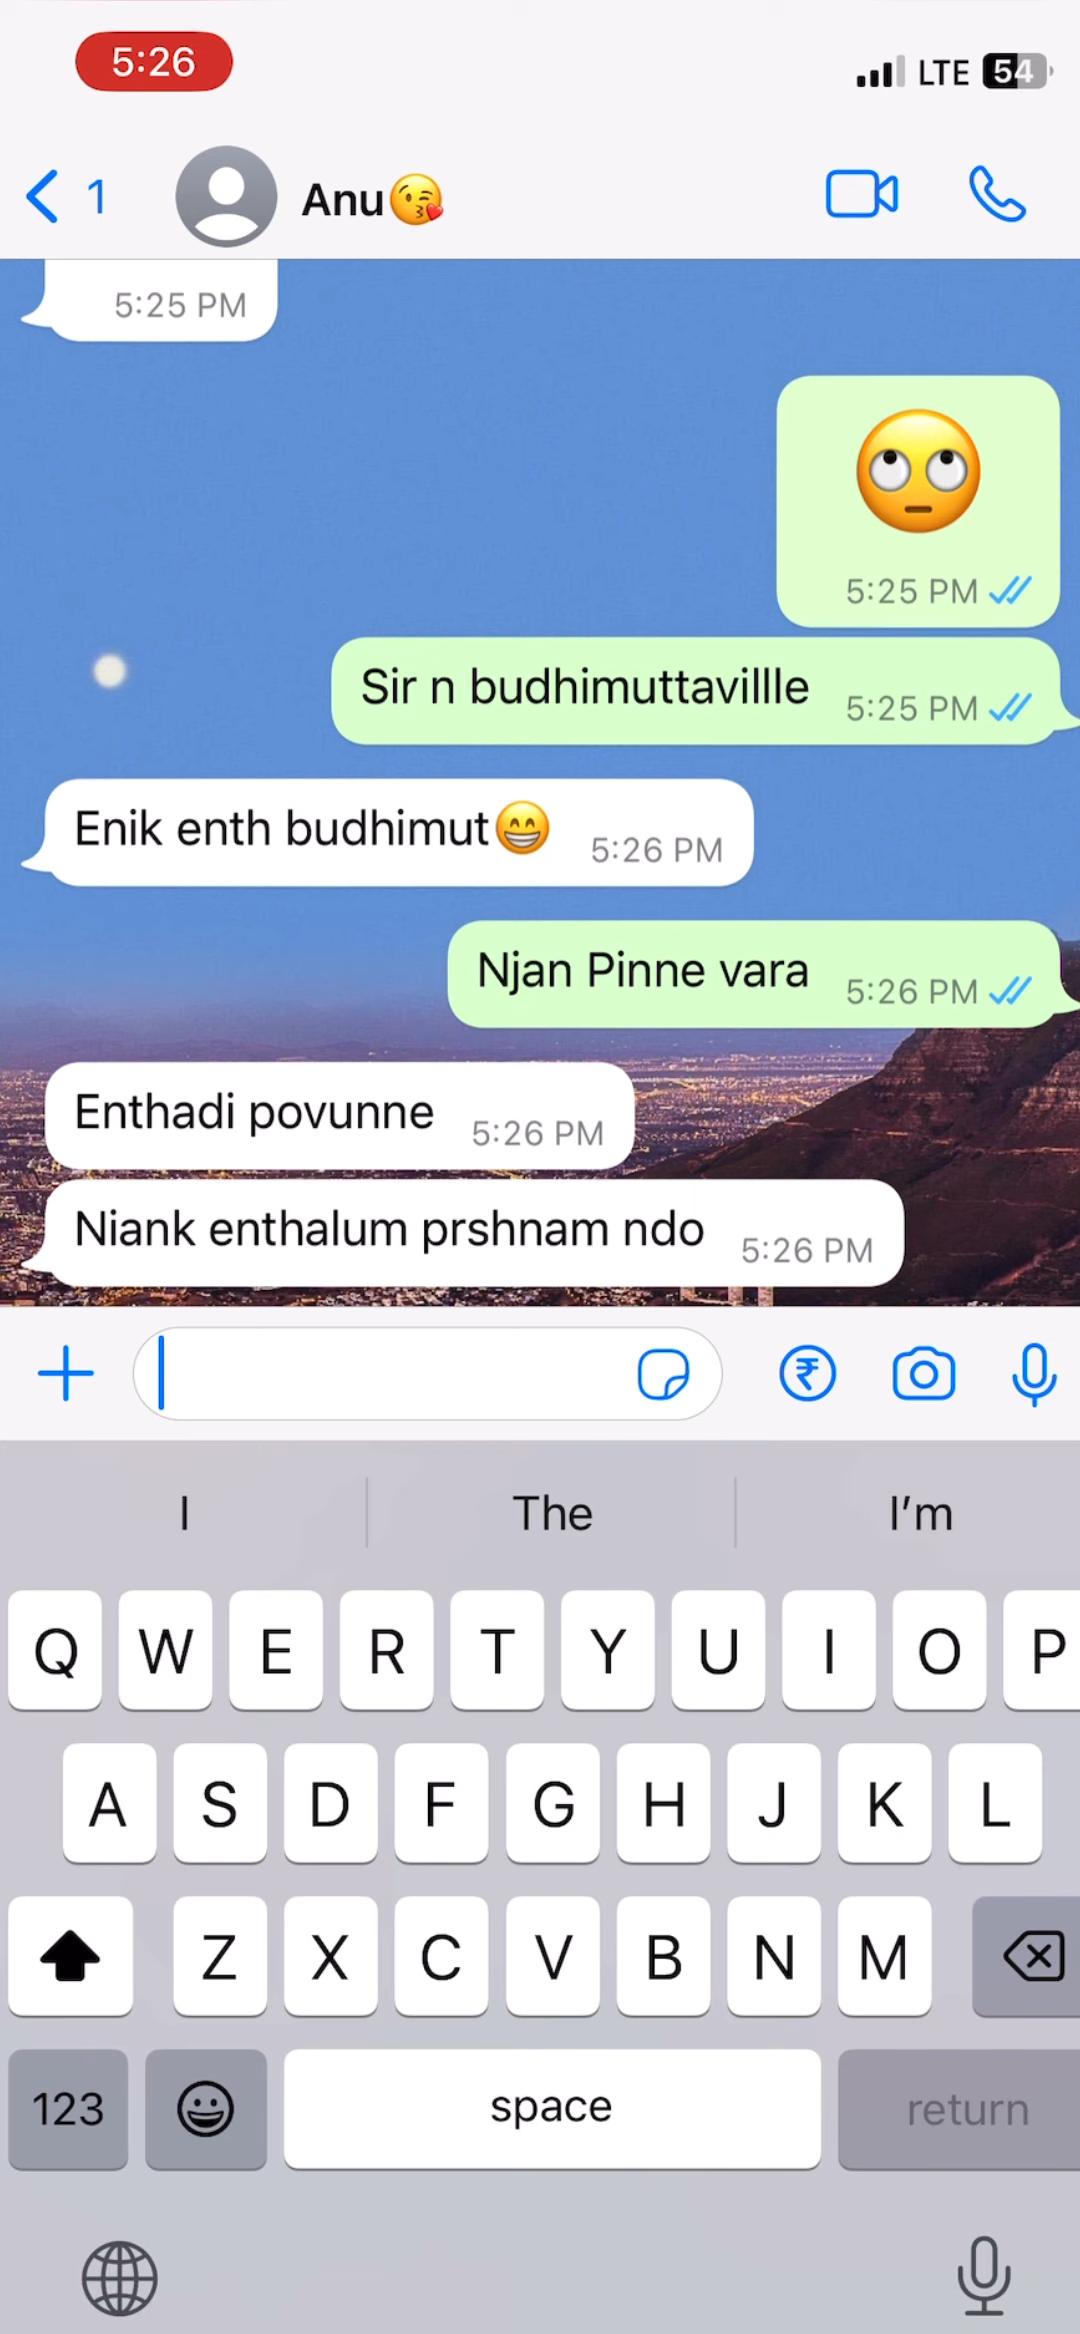 5:26
LTE 54
1 Anu😘
5:25 PM
🙄
5:25 PM
Sir n budhimuttavillle 5:25 PM
Enik enth budhimut😁 5:26 PM
Njan Pinne vara 5:26 PM
Enthadi povunne 5:26 PM
Niank enthalum prshnam ndo 5:26 PM
₹
I The I'm
Q W E R T Y U I O P
A S D F G H J K L
Z X C V B N M
123 space return